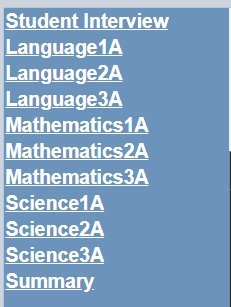 Student Interview
Language1A
Language2A
Language3A
Mathematics1A
Mathematics2A
Mathematics3A
Science1A
Science2A
Science3A
Summary